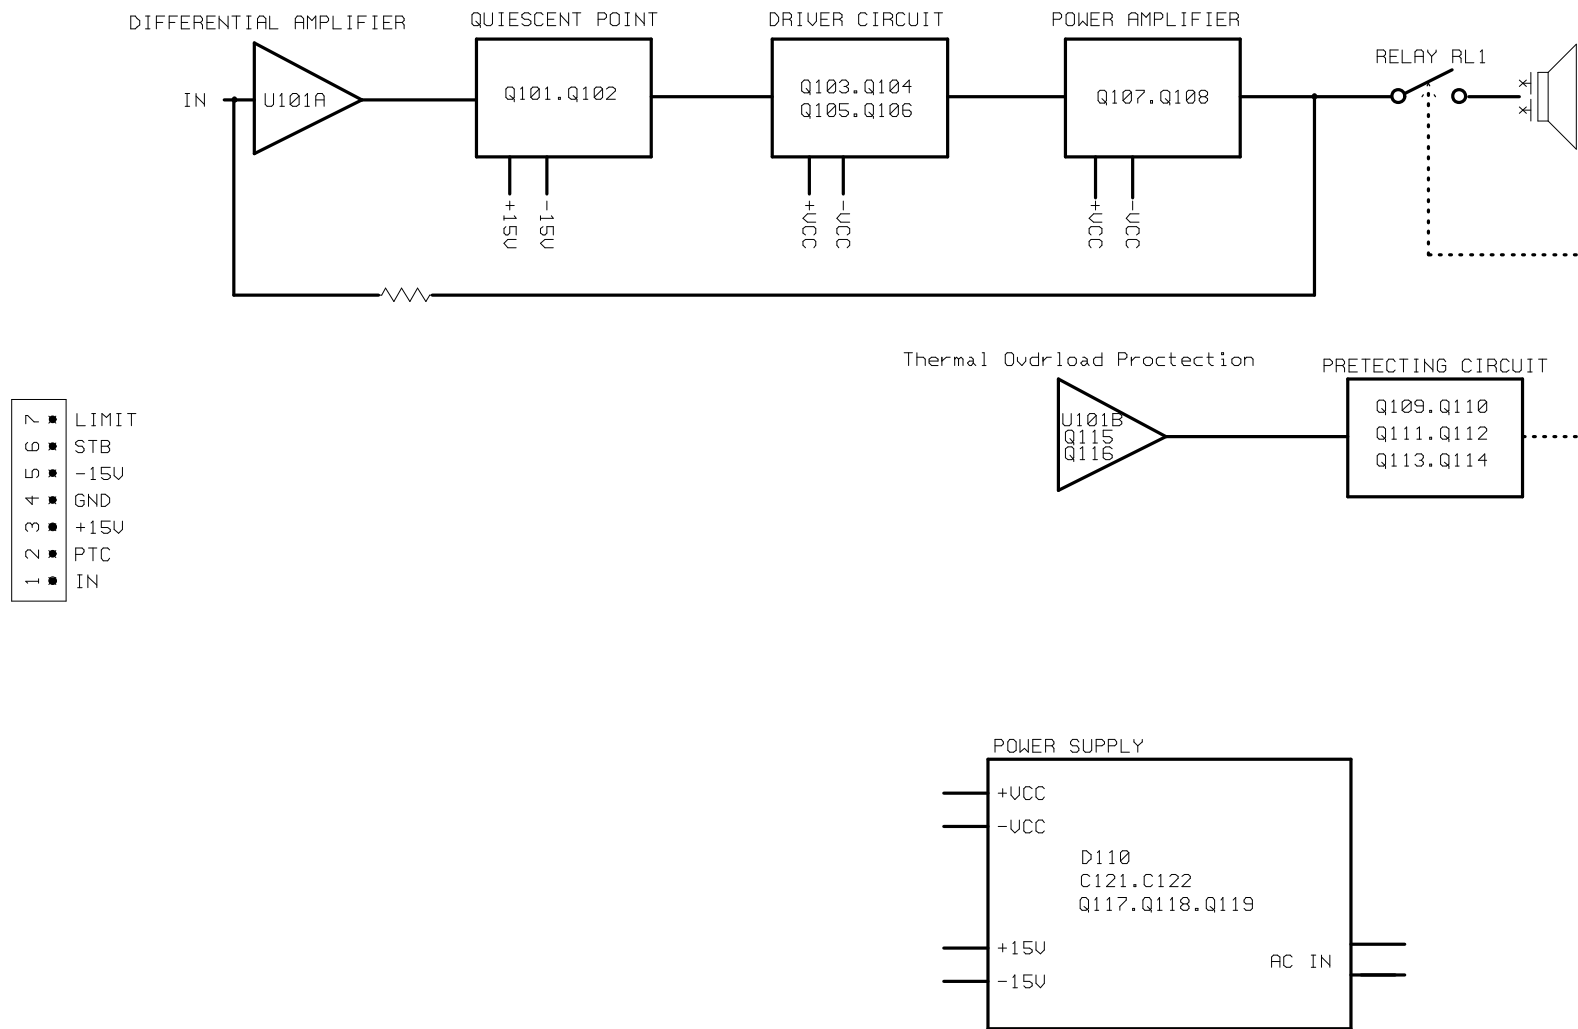 DIFFERENTIAL AMPLIFIER
QUIESCENT POINT
DRIVER CIRCUIT
POWER AMPLIFIER
RELAY RL1
IN
U101A
Q101.Q102
Q103.Q104
Q105.Q106
Q107.Q108
+15V
-15V
+VCC
-VCC
+VCC
-VCC
Thermal Ovdrload Proctection
PRETECTING CIRCUIT
U101B
Q115
Q116
Q109.Q110
Q111.Q112
Q113.Q114
7 LIMIT
6 STB
5 -15V
4 GND
3 +15V
2 PTC
1 IN
POWER SUPPLY
+VCC
-VCC
D110
C121.C122
Q117.Q118.Q119
+15V
-15V
AC IN